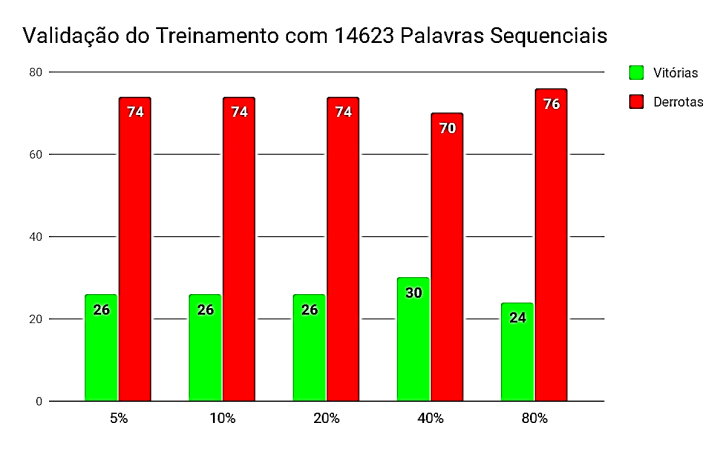 Validação do Treinamento com 14623 Palavras Sequenciais
Vitórias
Derrotas
80
60
40
20
0
26 74 26 74 26 74 30 70 24 76
5% 10% 20% 40% 80%